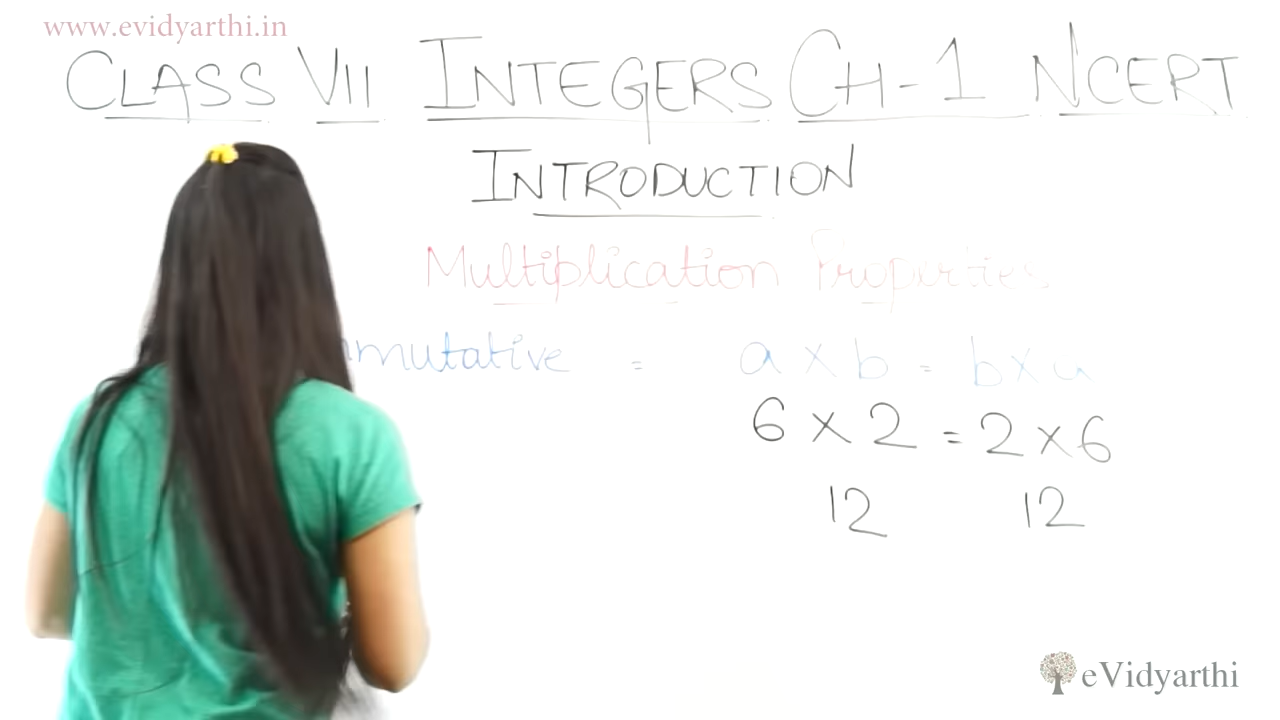 www.evidyarthi.in
CLASS VII INTEGERS CH-1 NCERT
INTRODUCTION
Multiplication Properties
mmutative = a × b = b × a
6 × 2 = 2 × 6
12 12
eVidyarthi